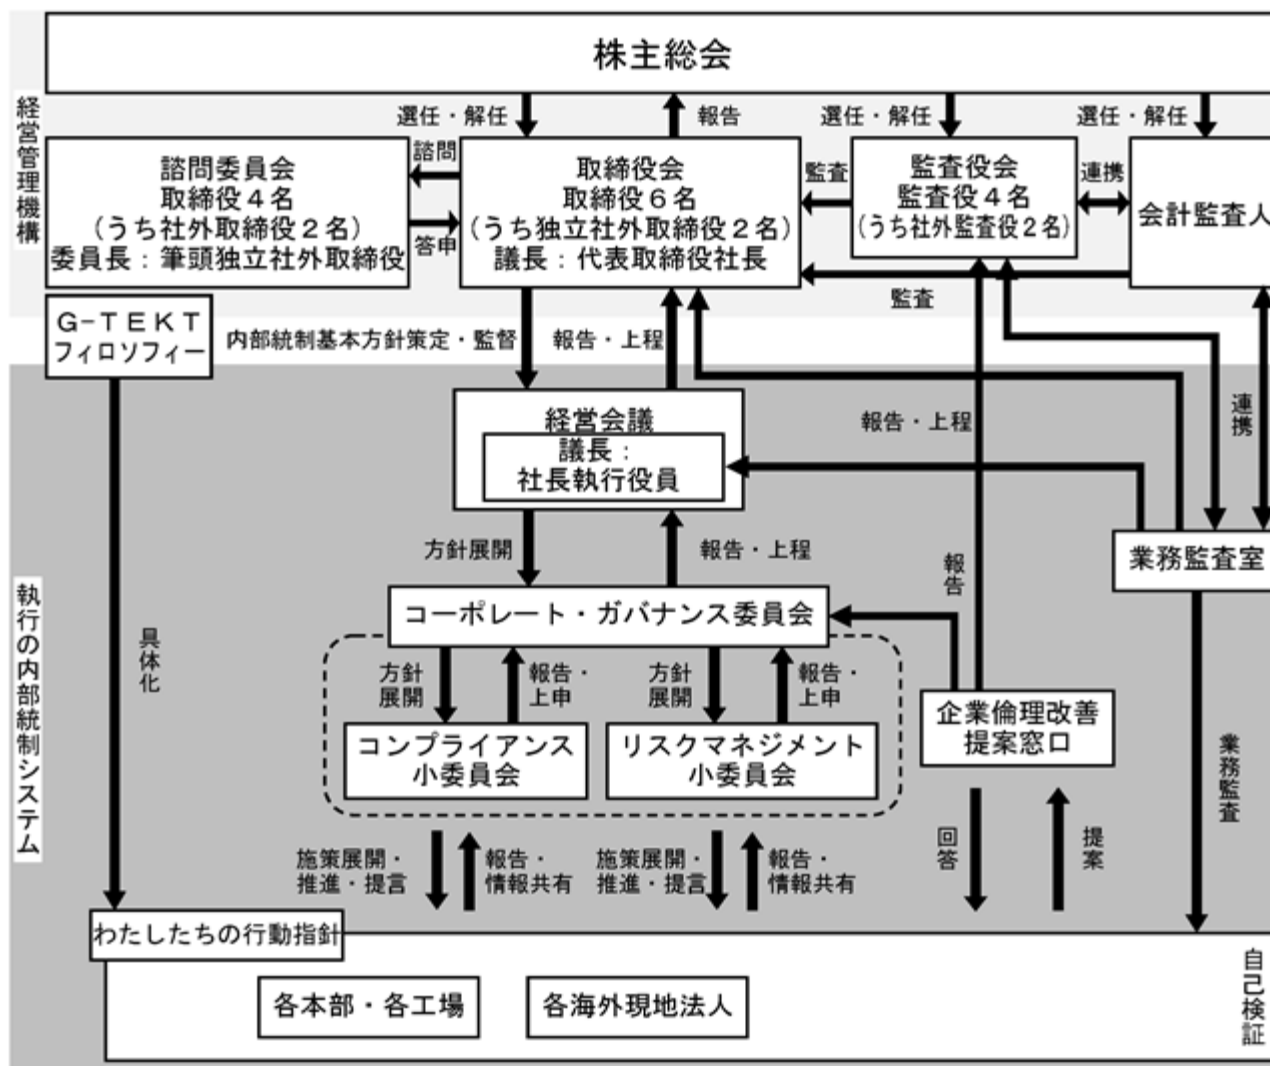 株主総会
経営管理機構
選任・解任
報告
選任・解任
選任・解任
諮問委員会
取締役４名
（うち社外取締役２名）
委員長：筆頭独立社外取締役
諮問
答申
取締役会
取締役６名
（うち独立社外取締役２名）
議長：代表取締役社長
監査
監査役会
監査役４名
（うち社外監査役２名）
連携
会計監査人
監査
Ｇ−ＴＥＫＴ
フィロソフィー
内部統制基本方針策定・監督
報告・上程
経営会議
議長：
社長執行役員
報告・上程
連携
方針展開
報告・上程
業務監査室
執行の内部統制システム
具体化
コーポレート・ガバナンス委員会
報告
方針
展開
報告・
上申
方針
展開
報告・
上申
コンプライアンス
小委員会
リスクマネジメント
小委員会
企業倫理改善
提案窓口
業務監査
施策展開・
推進・提言
報告・
情報共有
施策展開・
推進・提言
報告・
情報共有
回答
提案
わたしたちの行動指針
各本部・各工場
各海外現地法人
自己検証